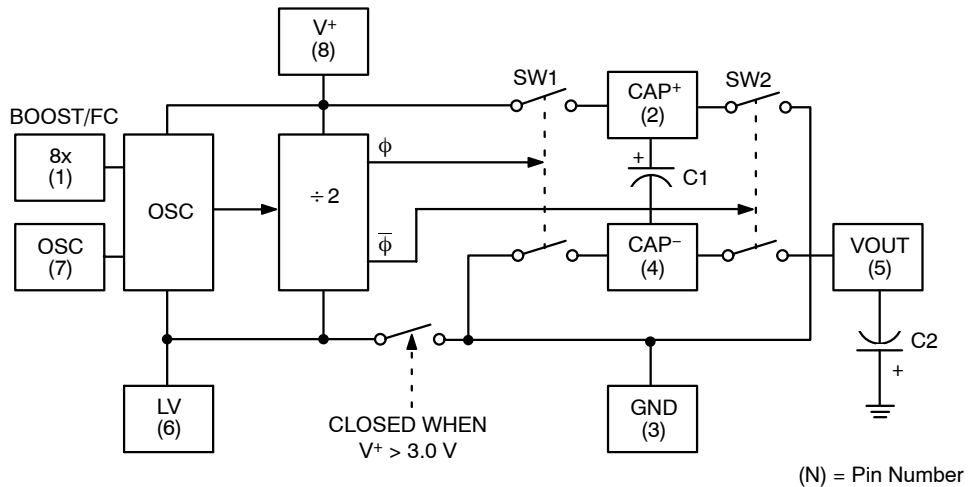 V⁺
(8)
SW1
SW2
CAP⁺
(2)
BOOST/FC
8x
(1)
OSC
÷2
ϕ
+
C1
OSC
(7)
ϕ̅
CAP⁻
(4)
VOUT
(5)
C2
+
LV
(6)
CLOSED WHEN
V⁺ > 3.0 V
GND
(3)
(N) = Pin Number